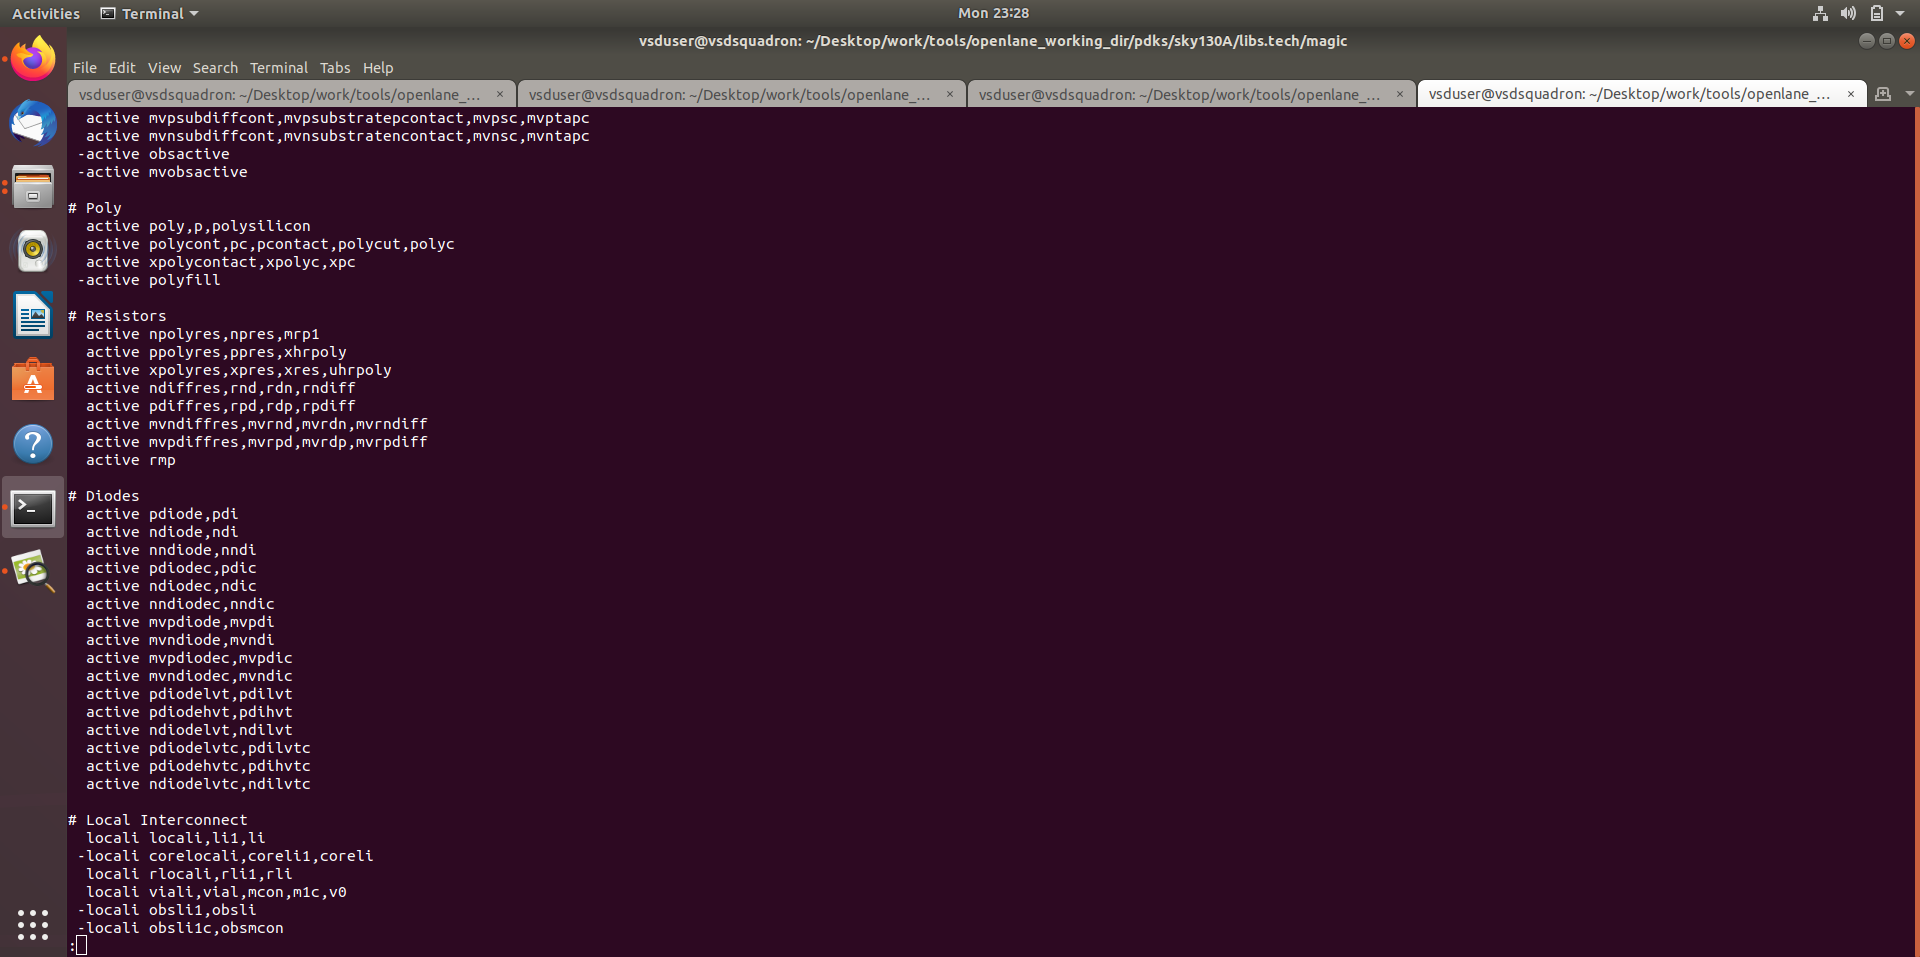 Activities Terminal Mon 23:28
vsduser@vsdsquadron: ~/Desktop/work/tools/openlane_working_dir/pdks/sky130A/libs.tech/magic
File Edit View Search Terminal Tabs Help
vsduser@vsdsquadron: ~/Desktop/work/tools/openlane_... × vsduser@vsdsquadron: ~/Desktop/work/tools/openlane_... × vsduser@vsdsquadron: ~/Desktop/work/tools/openlane_... × vsduser@vsdsquadron: ~/Desktop/work/tools/openlane_... ×
  active mvpsubdiffcont,mvpsubstratepcontact,mvpsc,mvptapc
  active mvnsubdiffcont,mvnsubstratencontact,mvnsc,mvntapc
 -active obsactive
 -active mvobsactive

# Poly
  active poly,p,polysilicon
  active polycont,pc,pcontact,polycut,polyc
  active xpolycontact,xpolyc,xpc
 -active polyfill

# Resistors
  active npolyres,npres,mrp1
  active ppolyres,ppres,xhrpoly
  active xpolyres,xpres,xres,uhrpoly
  active ndiffres,rnd,rdn,rndiff
  active pdiffres,rpd,rdp,rpdiff
  active mvndiffres,mvrnd,mvrdn,mvrndiff
  active mvpdiffres,mvrpd,mvrdp,mvrpdiff
  active rmp

# Diodes
  active pdiode,pdi
  active ndiode,ndi
  active nndiode,nndi
  active pdiodec,pdic
  active ndiodec,ndic
  active nndiodec,nndic
  active mvpdiode,mvpdi
  active mvndiode,mvndi
  active mvpdiodec,mvpdic
  active mvndiodec,mvndic
  active pdiodelvt,pdilvt
  active pdiodehvt,pdihvt
  active ndiodelvt,ndilvt
  active pdiodelvtc,pdilvtc
  active pdiodehvtc,pdihvtc
  active ndiodelvtc,ndilvtc

# Local Interconnect
  locali locali,li1,li
 -locali corelocali,coreli1,coreli
  locali rlocali,rli1,rli
  locali viali,vial,mcon,m1c,v0
 -locali obsli1,obsli
 -locali obsli1c,obsmcon
: